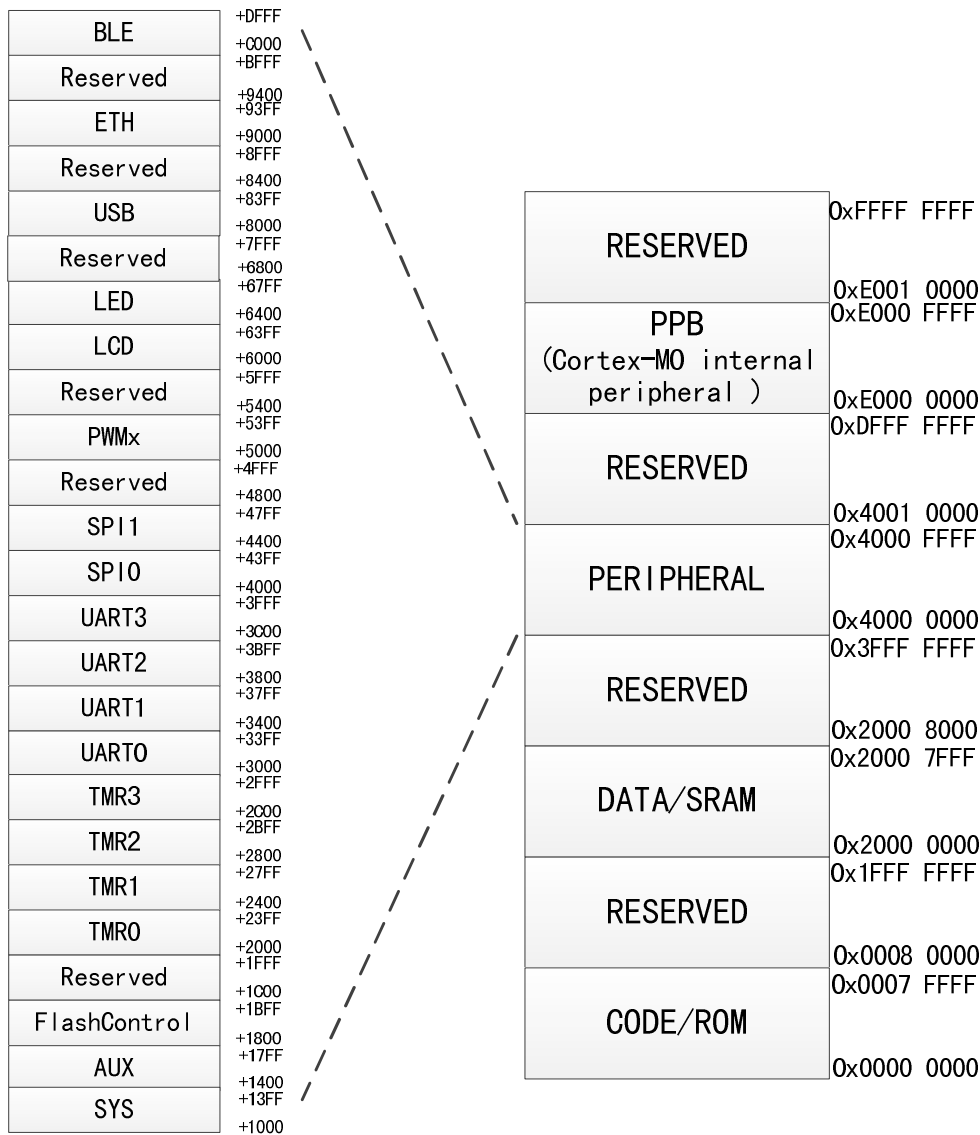 BLE
+DFFF
+C000
Reserved
+BFFF
+9400
ETH
+93FF
+9000
Reserved
+8FFF
+8400
USB
+83FF
+8000
Reserved
+7FFF
+6800
LED
+67FF
+6400
LCD
+63FF
+6000
Reserved
+5FFF
+5400
PWMx
+53FF
+5000
Reserved
+4FFF
+4800
SPI1
+47FF
+4400
SPI0
+43FF
+4000
UART3
+3FFF
+3C00
UART2
+3BFF
+3800
UART1
+37FF
+3400
UART0
+33FF
+3000
TMR3
+2FFF
+2C00
TMR2
+2BFF
+2800
TMR1
+27FF
+2400
TMR0
+23FF
+2000
Reserved
+1FFF
+1C00
FlashControl
+1BFF
+1800
AUX
+17FF
+1400
SYS
+13FF
+1000
RESERVED
0xFFFF FFFF
0xE001 0000
PPB
(Cortex-M0 internal
peripheral )
0xE000 FFFF
0xE000 0000
RESERVED
0xDFFF FFFF
0x4001 0000
PERIPHERAL
0x4000 FFFF
0x4000 0000
RESERVED
0x3FFF FFFF
0x2000 8000
DATA/SRAM
0x2000 7FFF
0x2000 0000
RESERVED
0x1FFF FFFF
0x0008 0000
CODE/ROM
0x0007 FFFF
0x0000 0000